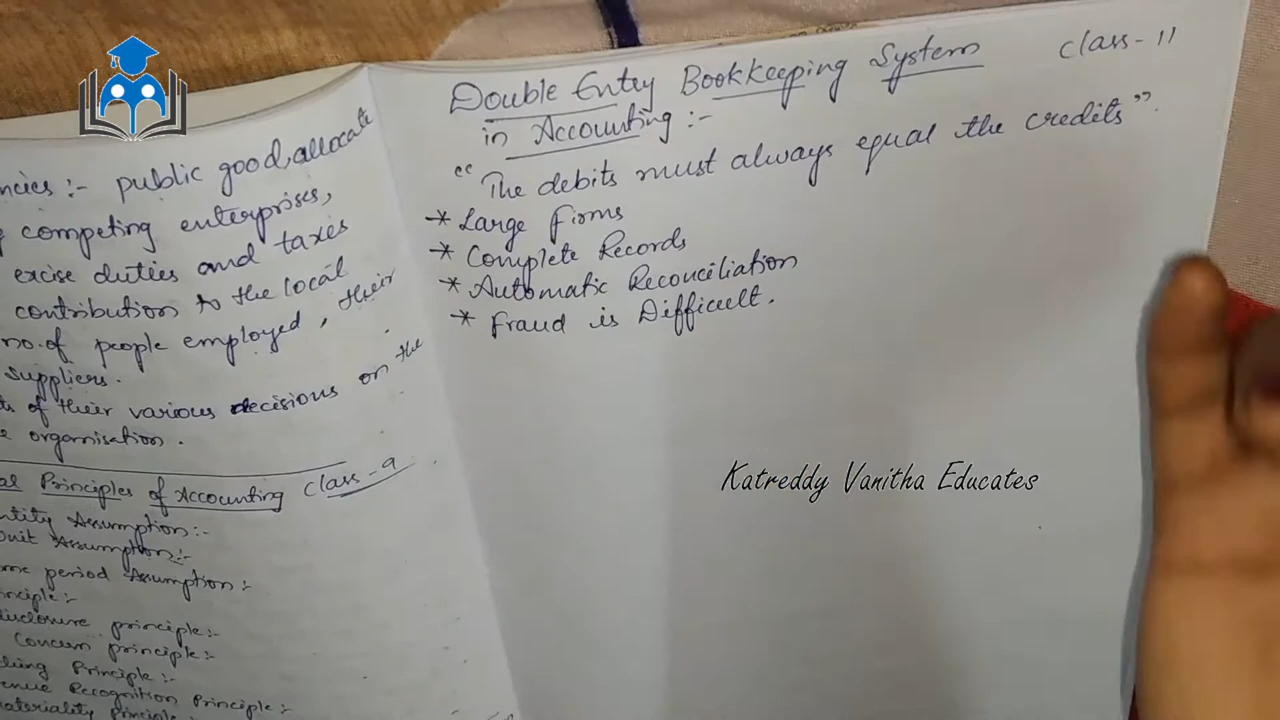 Double Entry Bookkeeping System Class-11
in Accounting :-
"The debits must always equal the credits".
* Large Firms
* Complete Records
* Automatic Reconciliation
* Fraud is Difficult.
:- public good, allocate
competing enterprises,
excise duties and taxes
contribution to the local
no. of people employed, their
suppliers.
of their various decisions on the
organisation.
Principles of Accounting Class-9
Assumption:-
Assumption:-
period Assumption:-
principle:-
Concern principle:-
Principle:-
Recognition Principle:-
Katreddy Vanitha Educates